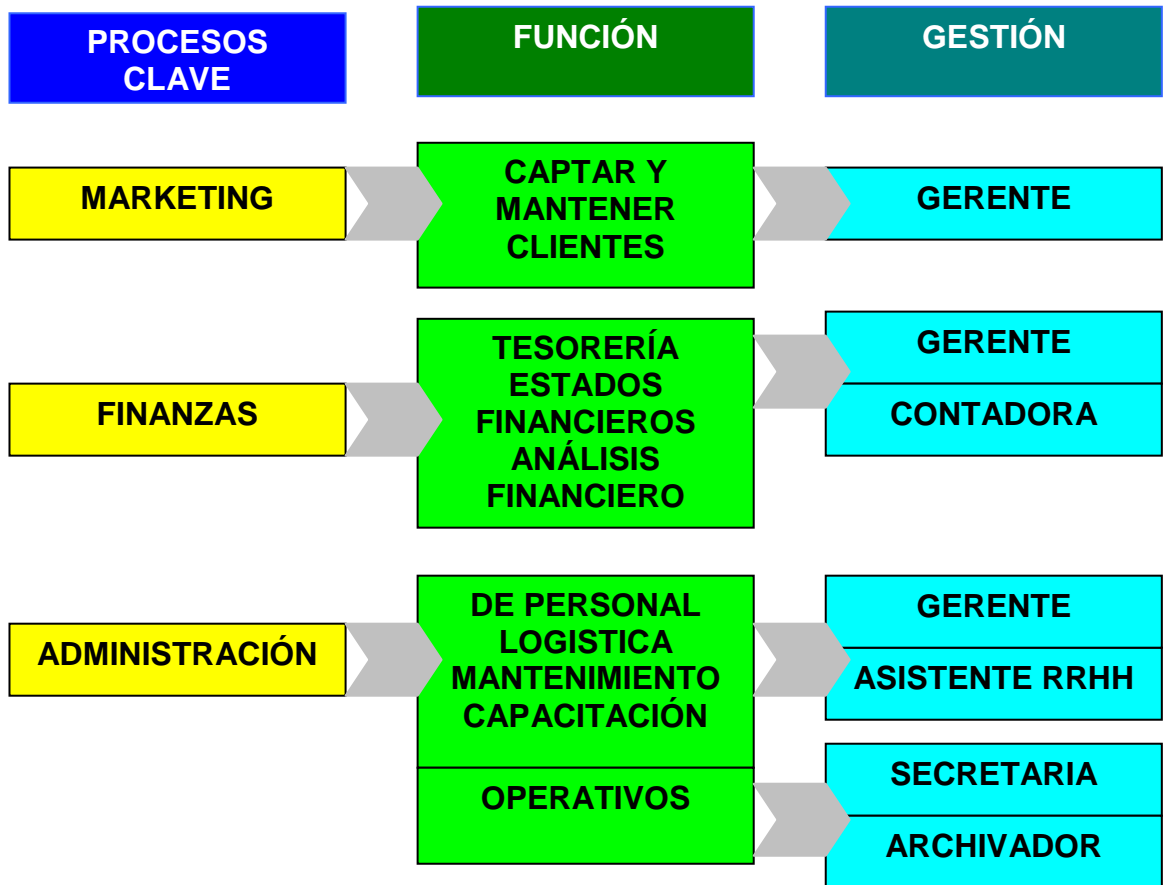 PROCESOS
CLAVE
FUNCIÓN
GESTIÓN
MARKETING
CAPTAR Y
MANTENER
CLIENTES
GERENTE
FINANZAS
TESORERÍA
ESTADOS
FINANCIEROS
ANÁLISIS
FINANCIERO
GERENTE
CONTADORA
ADMINISTRACIÓN
DE PERSONAL
LOGISTICA
MANTENIMIENTO
CAPACITACIÓN
GERENTE
ASISTENTE RRHH
OPERATIVOS
SECRETARIA
ARCHIVADOR